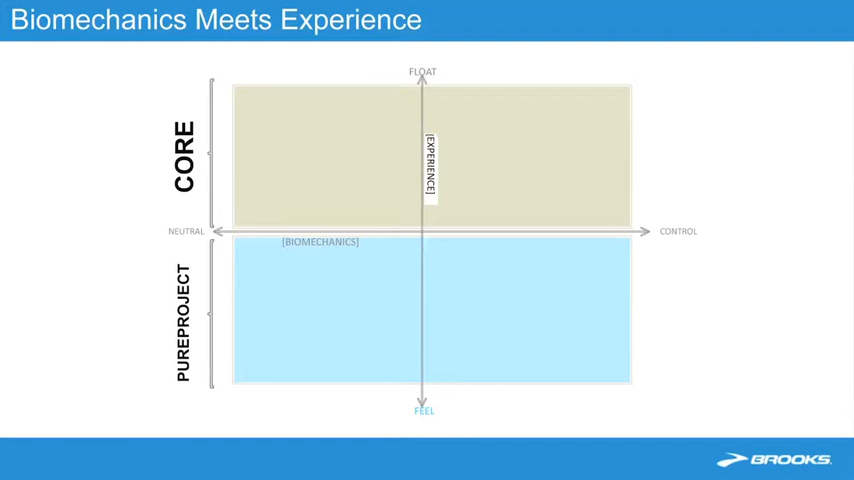 Biomechanics Meets Experience
FLOAT
CORE
[EXPERIENCE]
NEUTRAL
CONTROL
[BIOMECHANICS]
PUREPROJECT
FEEL
BROOKS